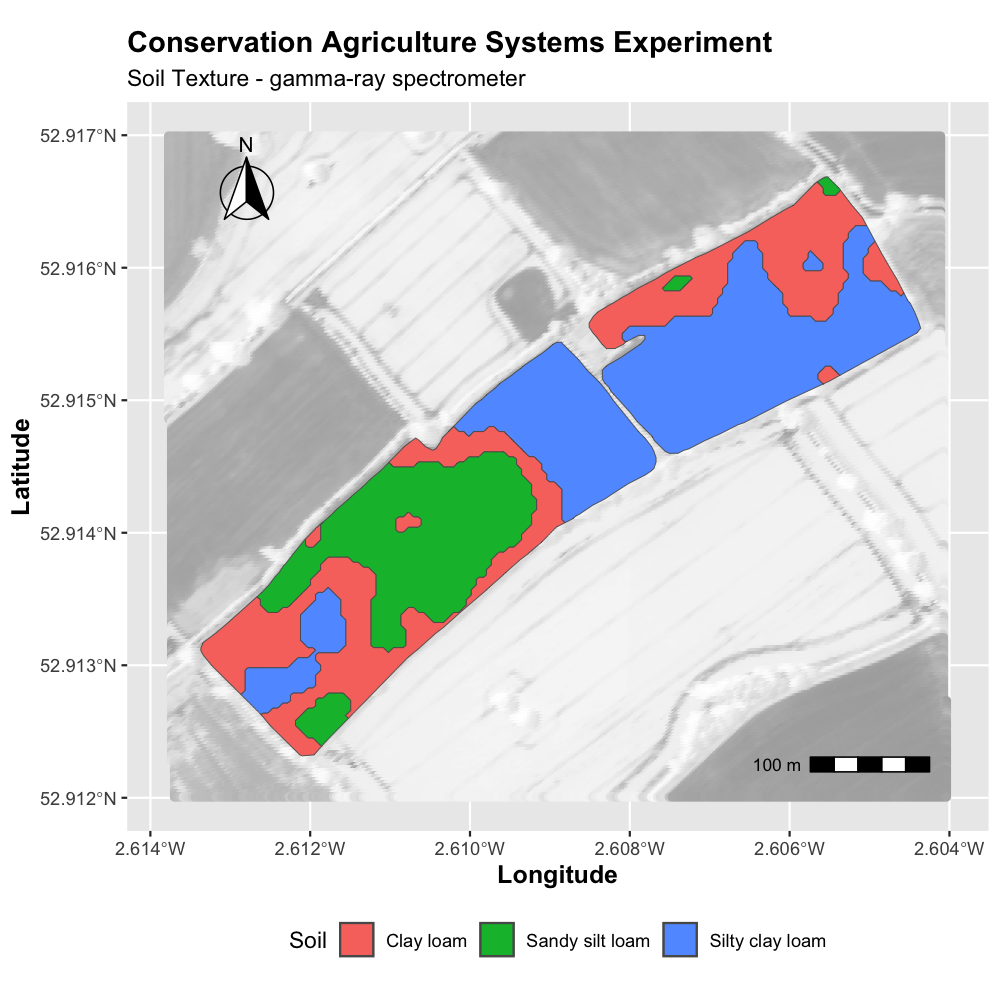 Conservation Agriculture Systems Experiment
Soil Texture - gamma-ray spectrometer
N
52.917°N
52.916°N
52.915°N
52.914°N
52.913°N
52.912°N
Latitude
100 m
2.614°W 2.612°W 2.610°W 2.608°W 2.606°W 2.604°W
Longitude
Soil Clay loam Sandy silt loam Silty clay loam